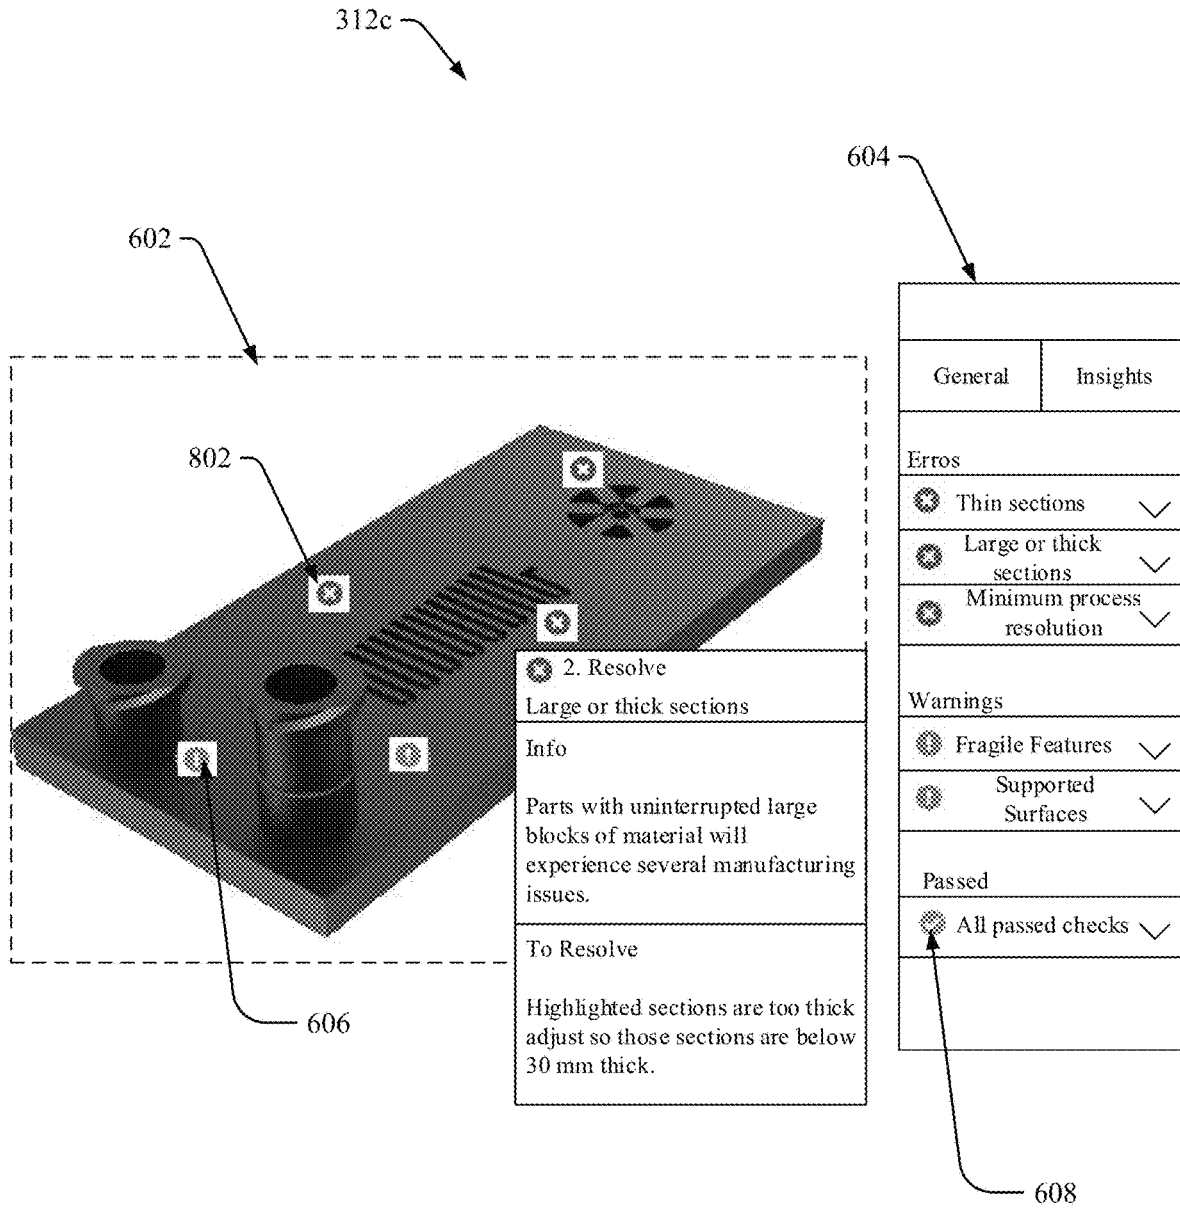 312c
604
602
802
General
Insights
Erros
Thin sections
Large or thick
sections
Minimum process
resolution
Warnings
Fragile Features
Supported
Surfaces
Passed
All passed checks
2. Resolve
Large or thick sections
Info
Parts with uninterrupted large
blocks of material will
experience several manufacturing
issues.
To Resolve
Highlighted sections are too thick
adjust so those sections are below
30 mm thick.
606
608